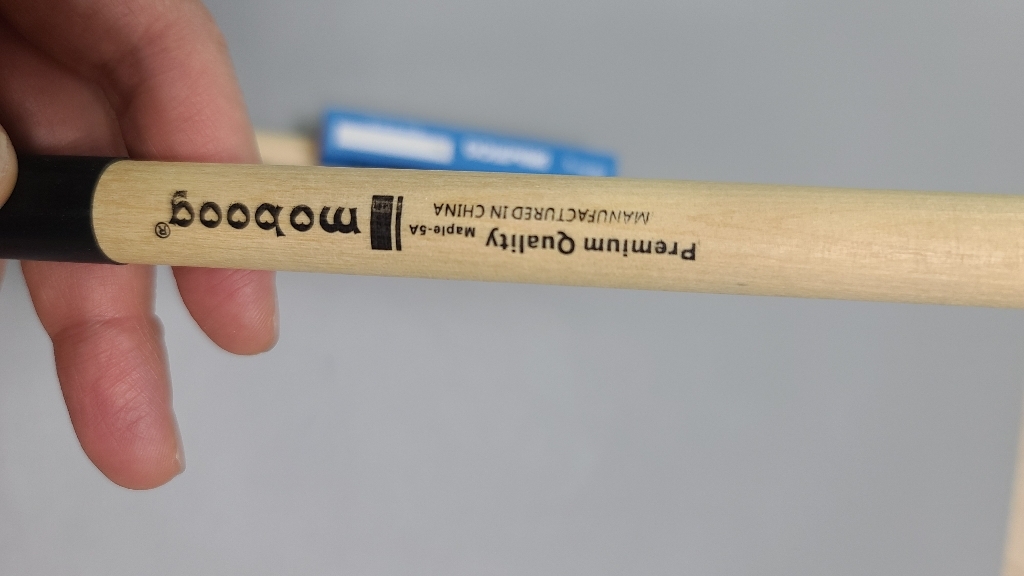 Premium Quality Maple-5A
MANUFACTURED IN CHINA
moboog®